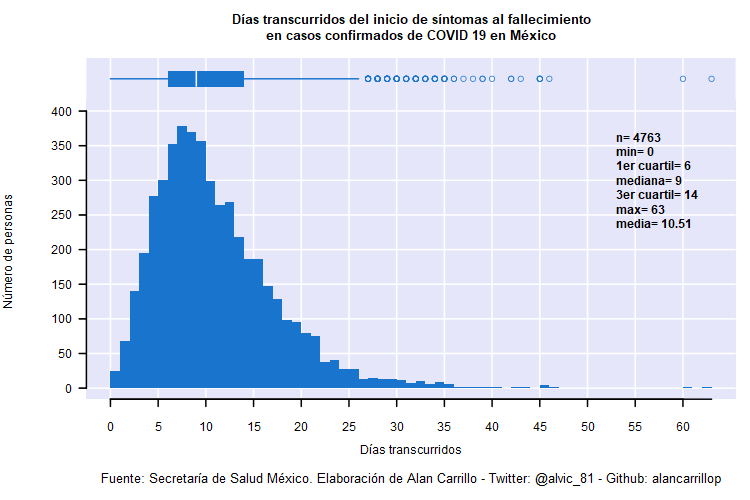 Días transcurridos del inicio de síntomas al fallecimiento
en casos confirmados de COVID 19 en México
400
350
300
250
200
150
100
50
0
Número de personas
n= 4763
min= 0
1er cuartil= 6
mediana= 9
3er cuartil= 14
max= 63
media= 10.51
0 5 10 15 20 25 30 35 40 45 50 55 60
Días transcurridos
Fuente: Secretaría de Salud México. Elaboración de Alan Carrillo - Twitter: @alvic_81 - Github: alancarrillop